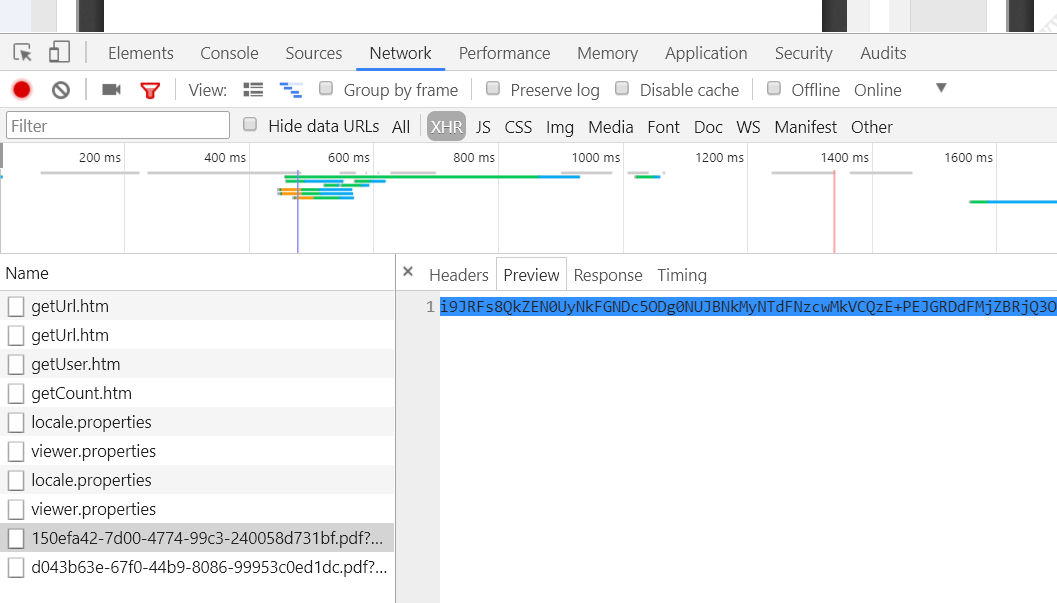 Elements Console Sources Network Performance Memory Application Security Audits
View: Group by frame Preserve log Disable cache Offline Online
Filter Hide data URLs All XHR JS CSS Img Media Font Doc WS Manifest Other
200 ms 400 ms 600 ms 800 ms 1000 ms 1200 ms 1400 ms 1600 ms
Name × Headers Preview Response Timing
1 i9JRFs8QkZEN0UyNkFGNDc5ODg0NUJBNkMyNTdFNzcwMkVCQzE+PEJGRDdFMjZBRjQ3O
getUrl.htm
getUrl.htm
getUser.htm
getCount.htm
locale.properties
viewer.properties
locale.properties
viewer.properties
150efa42-7d00-4774-99c3-240058d731bf.pdf?...
d043b63e-67f0-44b9-8086-99953c0ed1dc.pdf?...